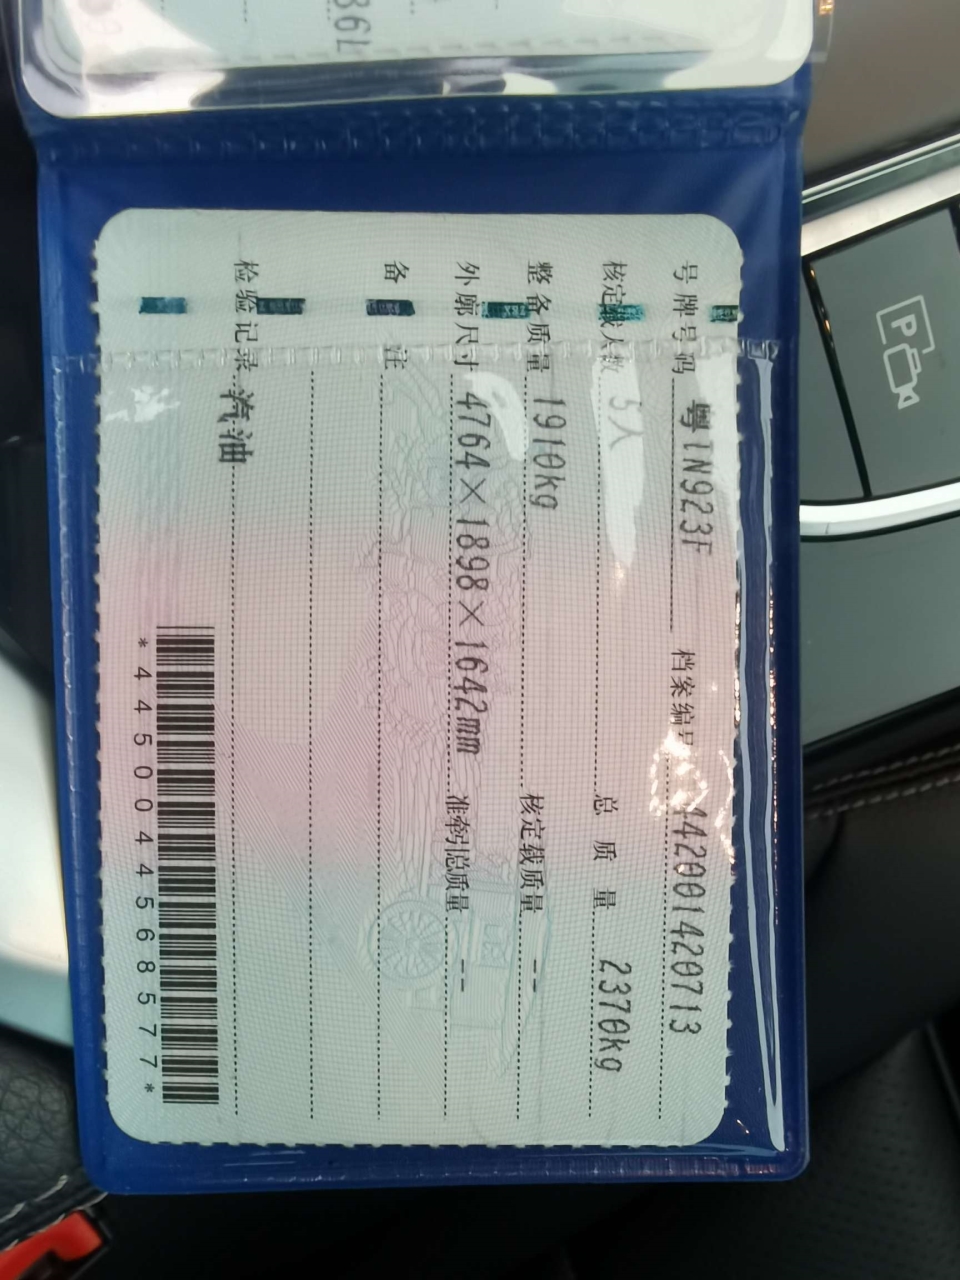 号牌号码 粤1N923F 档案编号 442001420713
核定载人数 5人 总质量 2370kg
整备质量 1910kg 核定载质量 --
外廓尺寸 4764×1898×1642mm 准牵引总质量 --
备注
检验记录 汽油
*4450044568577*
P